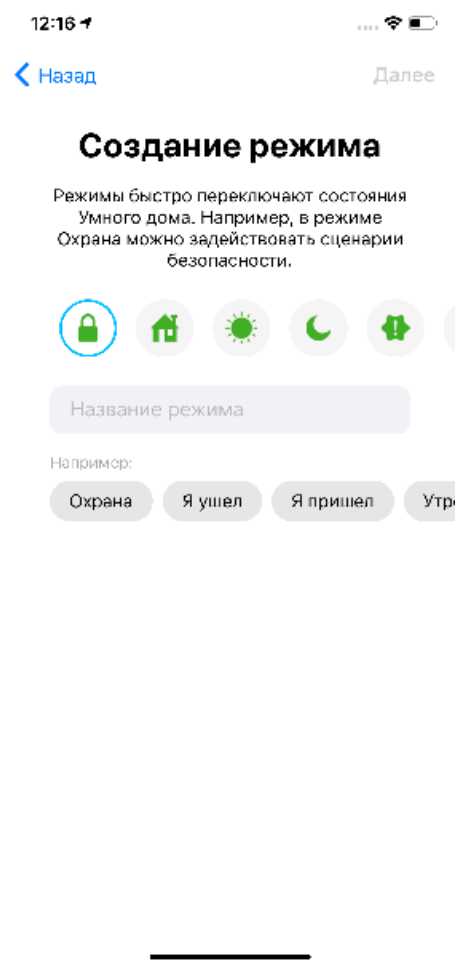 12:16
Назад
Далее
Создание режима
Режимы быстро переключают состояния
Умного дома. Например, в режиме
Охрана можно задействовать сценарии
безопасности.
Название режима
Например:
Охрана
Я ушел
Я пришел
Утр